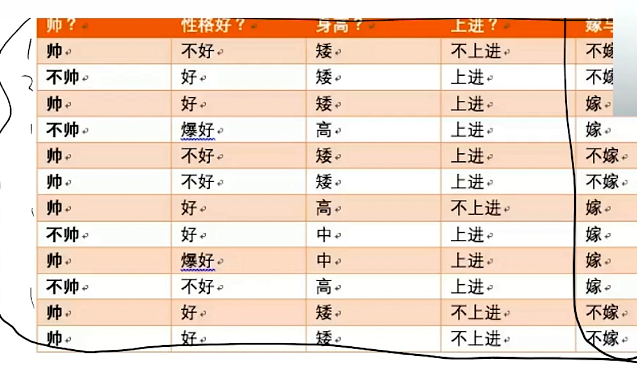 帅？ 性格好？ 身高？ 上进？ 嫁
帅 不好 矮 不上进 不嫁
不帅 好 矮 上进 不嫁
帅 好 矮 上进 嫁
不帅 爆好 高 上进 嫁
帅 不好 矮 上进 不嫁
帅 不好 矮 上进 不嫁
帅 好 高 不上进 嫁
不帅 好 中 上进 嫁
帅 爆好 中 上进 嫁
不帅 不好 高 上进 嫁
帅 好 矮 不上进 不嫁
帅 好 矮 不上进 不嫁